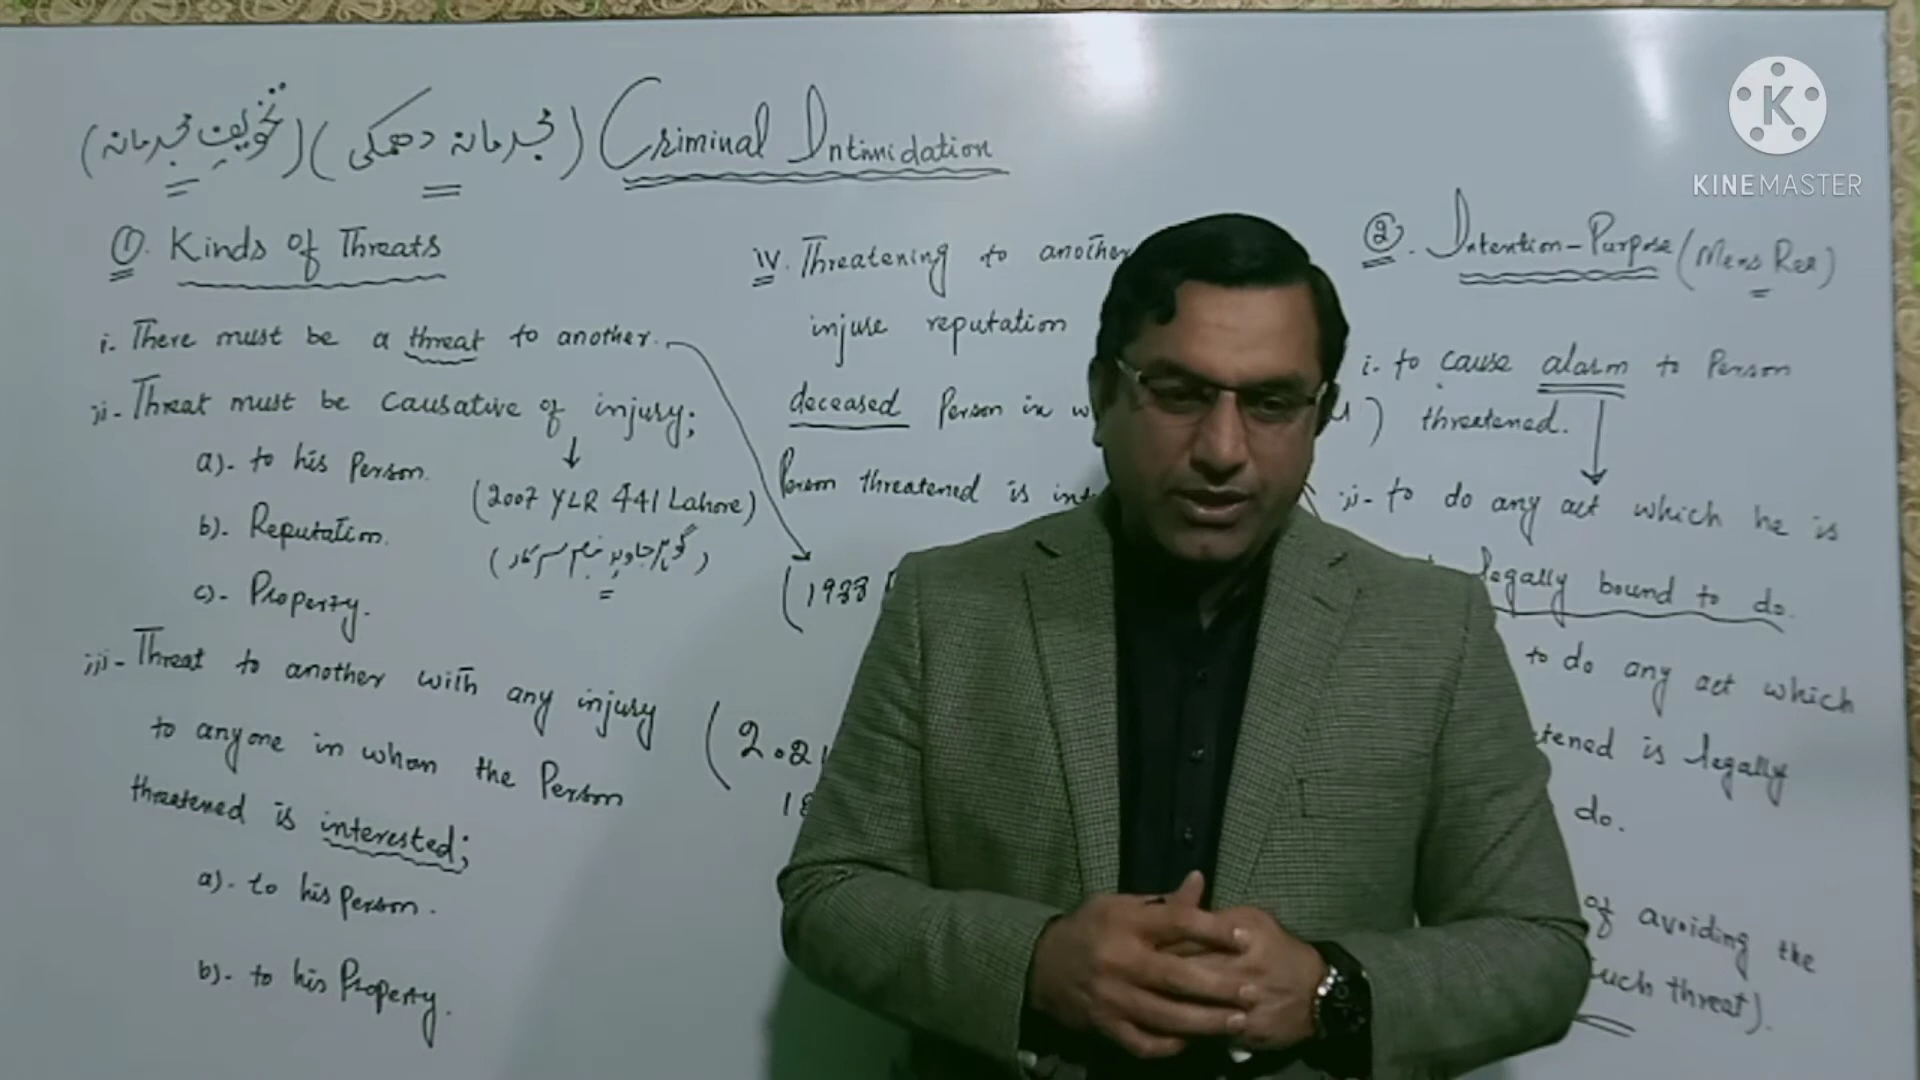 (تخویفِ مجرمانہ) (مجرمانہ دھمکی) Criminal Intimidation
KINEMASTER
①. Kinds of Threats
i- There must be a threat to another.
ii- Threat must be causative of injury;
a)- to his Person.
b)- Reputation.
c)- Property.
(2007 YLR 441 Lahore)
iii- Threat to another with any injury
to anyone in whom the Person
threatened is interested;
a)- to his Person.
b)- to his Property.
iv. Threatening to another
injure reputation
deceased Person in
Person threatened is
(1933
②. Intention-Purpose (Mens Rea)
i. to cause alarm to Person
threatened.
ii- to do any act which he is
legally bound to do.
to do any act which
is legally
do.
of avoiding the
such threat).